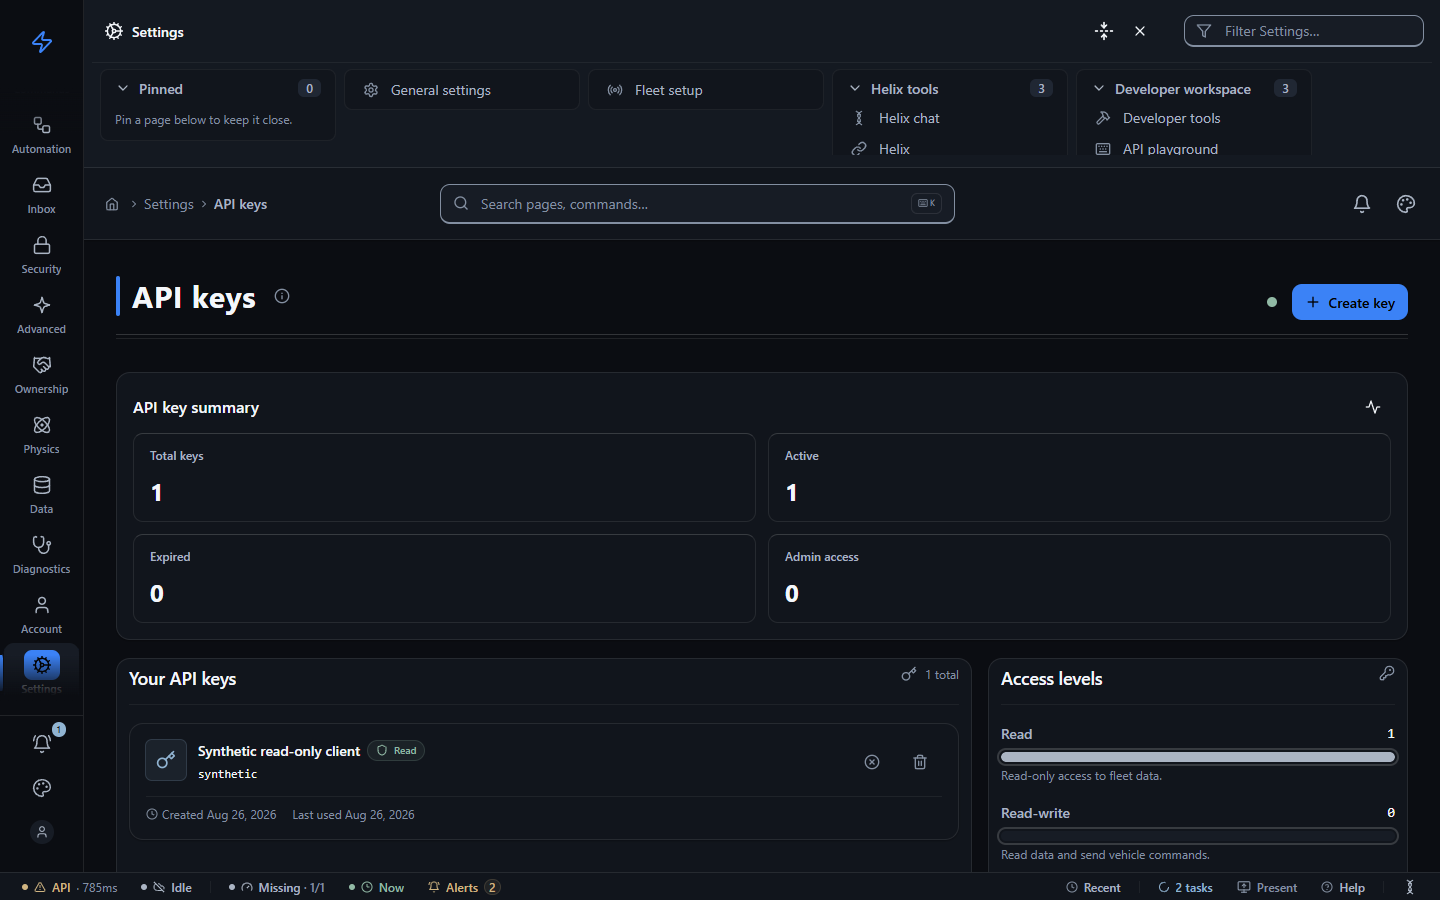 Settings
Filter Settings...
Pinned 0
Pin a page below to keep it close.
General settings
Fleet setup
Helix tools 3
Helix chat
Helix
Developer workspace 3
Developer tools
API playground
Automation
Inbox
Security
Advanced
Ownership
Physics
Data
Diagnostics
Account
Settings
1
Settings API keys
Search pages, commands...
K
API keys
Create key
API key summary
Total keys
1
Active
1
Expired
0
Admin access
0
Your API keys
1 total
Synthetic read-only client Read
synthetic
Created Aug 26, 2026 Last used Aug 26, 2026
Access levels
Read 1
Read-only access to fleet data.
Read-write 0
Read data and send vehicle commands.
API · 785ms Idle Missing · 1/1 Now Alerts 2 Recent 2 tasks Present Help